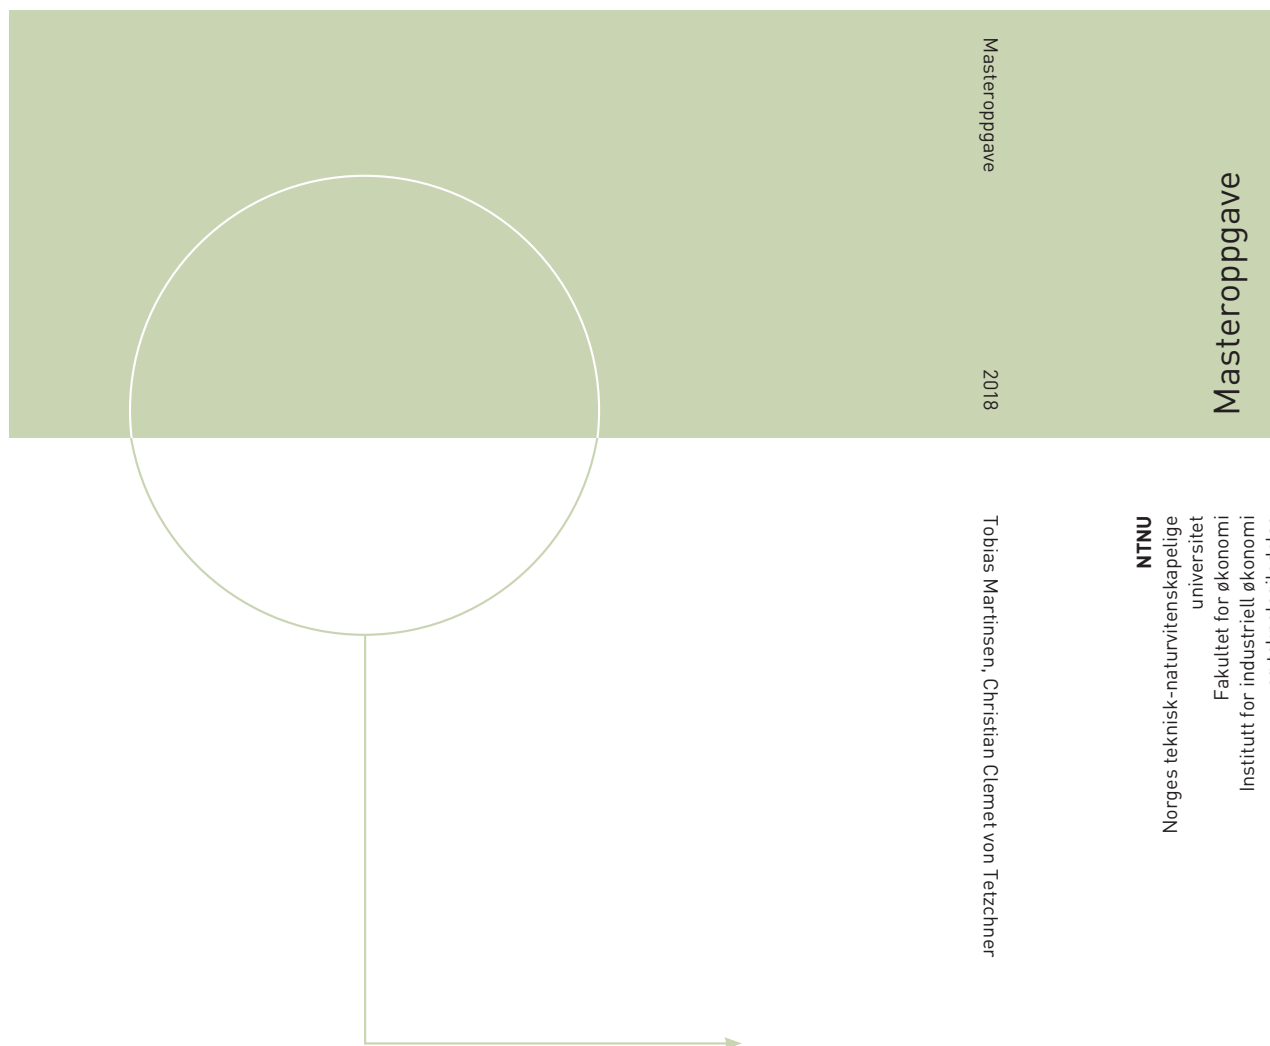 Masteroppgave
2018
Tobias Martinsen, Christian Clemet von Tetzchner
Masteroppgave
NTNU
Norges teknisk-naturvitenskapelige
universitet
Fakultet for økonomi
Institutt for industriell økonomi